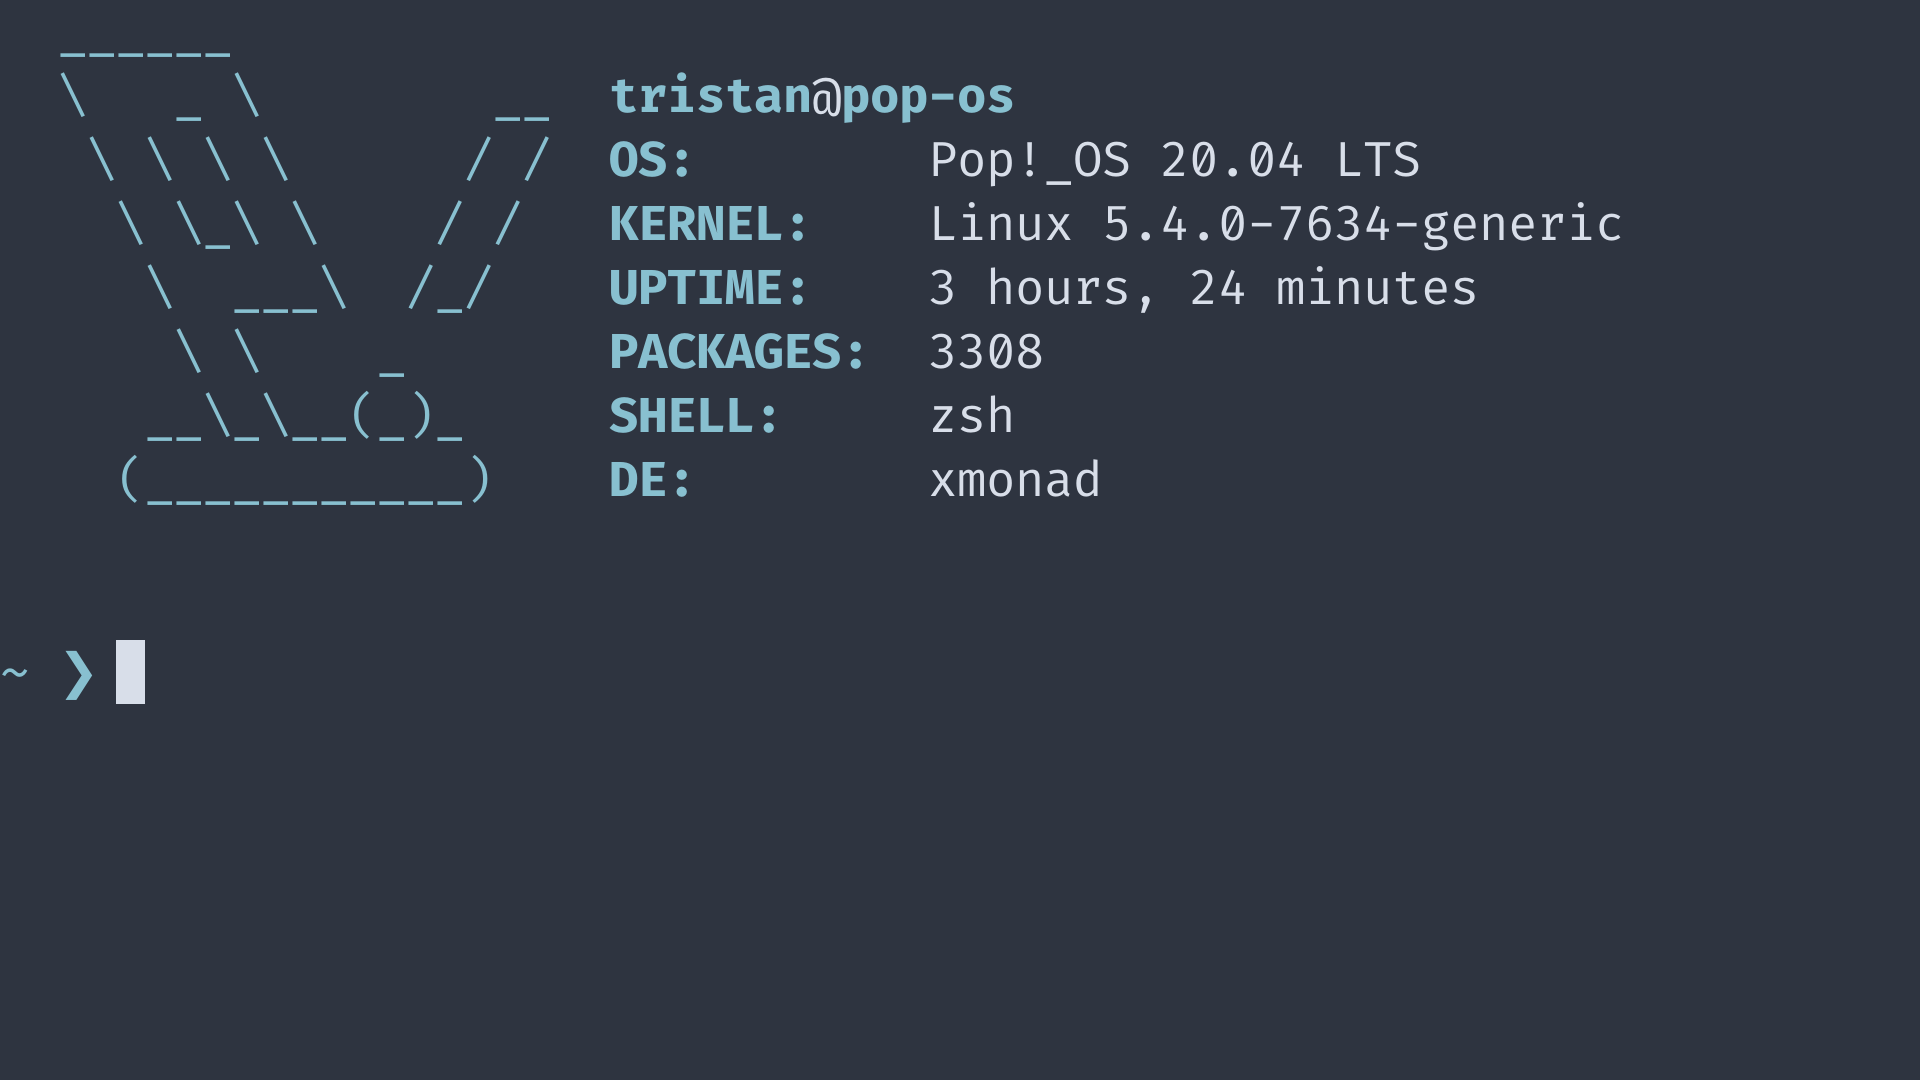 tristan@pop-os
OS: Pop!_OS 20.04 LTS
KERNEL: Linux 5.4.0-7634-generic
UPTIME: 3 hours, 24 minutes
PACKAGES: 3308
SHELL: zsh
DE: xmonad
~ ❯